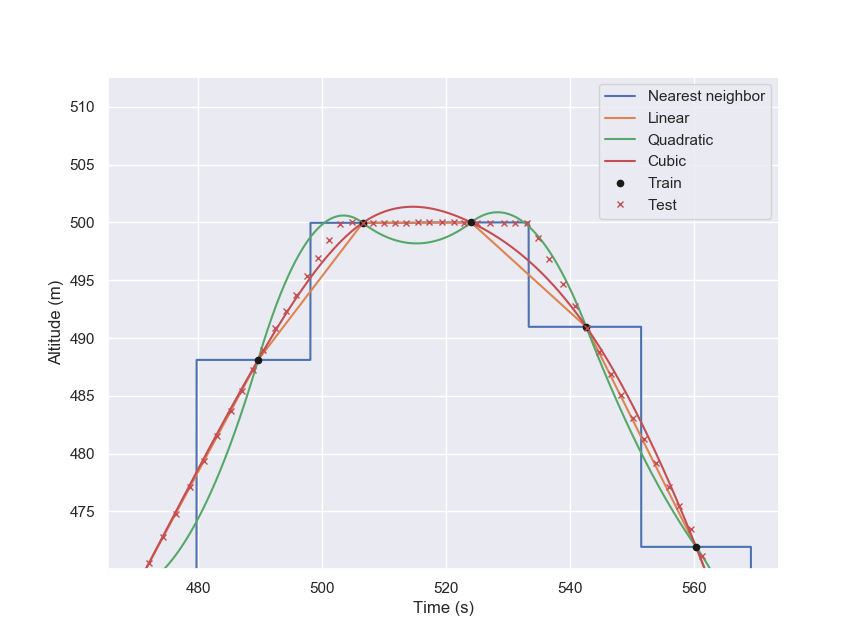 Nearest neighbor
Linear
Quadratic
Cubic
Train
Test
510
505
500
495
490
485
480
475
Altitude (m)
480 500 520 540 560
Time (s)